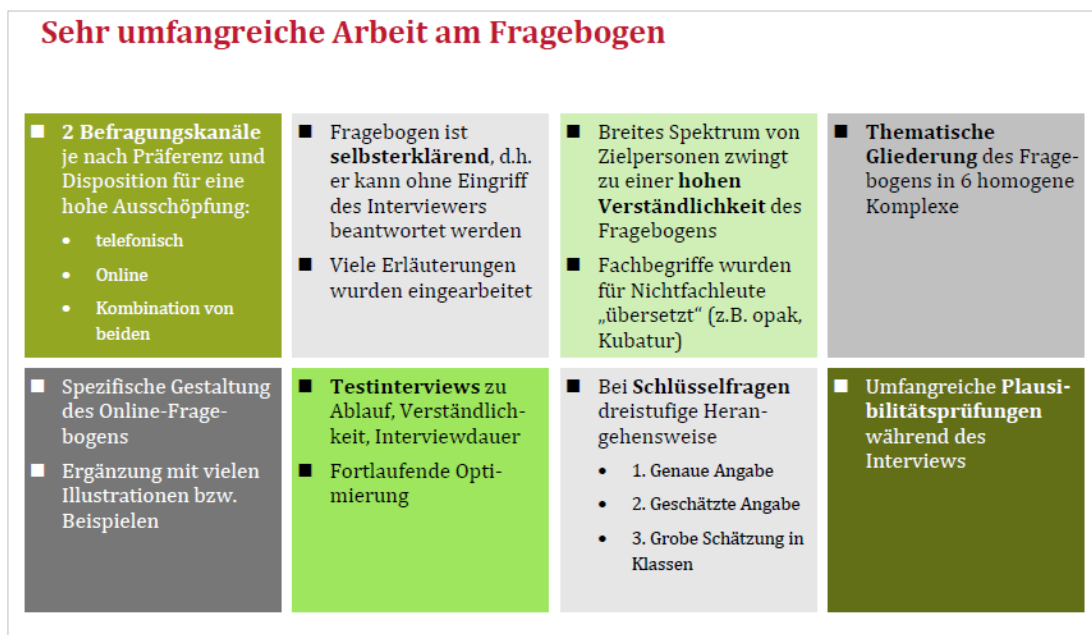 Sehr umfangreiche Arbeit am Fragebogen
2 Befragungskanäle
je nach Präferenz und
Disposition für eine
hohe Ausschöpfung:
telefonisch
Online
Kombination von
beiden
Fragebogen ist
selbsterklärend, d.h.
er kann ohne Eingriff
des Interviewers
beantwortet werden
Viele Erläuterungen
wurden eingearbeitet
Breites Spektrum von
Zielpersonen zwingt
zu einer hohen
Verständlichkeit des
Fragebogens
Fachbegriffe wurden
für Nichtfachleute
„übersetzt“ (z.B. opak,
Kubatur)
Thematische
Gliederung des Frage-
bogens in 6 homogene
Komplexe
Spezifische Gestaltung
des Online-Frage-
bogens
Ergänzung mit vielen
Illustrationen bzw.
Beispielen
Testinterviews zu
Ablauf, Verständlich-
keit, Interviewdauer
Fortlaufende Opti-
mierung
Bei Schlüsselfragen
dreistufige Heran-
gehensweise
1. Genaue Angabe
2. Geschätzte Angabe
3. Grobe Schätzung in
Klassen
Umfangreiche Plausi-
bilitätsprüfungen
während des
Interviews